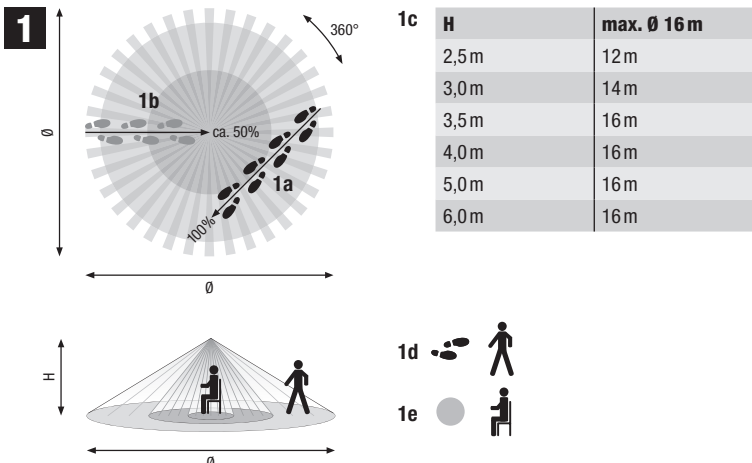 1
360°
1b
ca. 50%
Ø
1a
100%
Ø
1c
H max. Ø 16 m
2,5 m 12 m
3,0 m 14 m
3,5 m 16 m
4,0 m 16 m
5,0 m 16 m
6,0 m 16 m
H
Ø
1d
1e